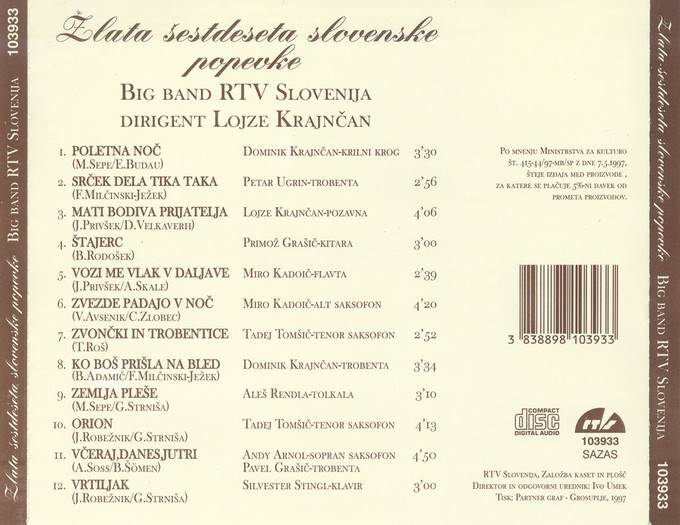 103933
Zlata šestdeseta slovenske popevke Big band RTV Slovenija
Zlata šestdeseta slovenske
popevke
Big band RTV Slovenija
dirigent Lojze Krajnčan
1. POLETNA NOČ Dominik Krajnčan-krilni krog 3'30
(M.Sepe/E.Budau)
2. SRČEK DELA TIKA TAKA Petar Ugrin-trobenta 2'56
(F.Milčinski-Ježek)
3. MATI BODIVA PRIJATELJA Lojze Krajnčan-pozavna 4'06
(J.Privšek/D.Velkaverh)
4. ŠTAJERC Primož Grašič-kitara 3'00
(B.Rodošek)
5. VOZI ME VLAK V DALJAVE Miro Kadoič-flavta 2'39
(J.Privšek/A.Skale)
6. ZVEZDE PADAJO V NOČ Miro Kadoič-alt saksofon 4'20
(V.Avsenik/C.Zlobec)
7. ZVONČKI IN TROBENTICE Tadej Tomšič-tenor saksofon 2'52
(T.Roš)
8. KO BOŠ PRIŠLA NA BLED Dominik Krajnčan-trobenta 3'34
(B.Adamič/F.Milčinski-Ježek)
9. ZEMLJA PLEŠE Aleš Rendla-tolkala 3'10
(M.Sepe/G.Strniša)
10. ORION Tadej Tomšič-tenor saksofon 4'13
(J.Robežnik/G.Strniša)
11. VČERAJ,DANES,JUTRI Andy Arnol-sopran saksofon 4'50
(A.Soss/B.Šömen) Pavel Grašič-trobenta
12. VRTILJAK Silvester Stingl-klavir 3'00
(J.Robežnik/G.Strniša)
Po mnenju Ministrstva za kulturo
št. 415-44/97-mb/sp z dne 7.5.1997,
šteje izdaja med proizvode ,
za katere se plačuje 5%-ni davek od
prometa proizvodov.
3 838898 103933
COMPACT
disc
DIGITAL AUDIO
103933
SAZAS
RTV Slovenija, Založba kaset in plošč
Direktor in odgovorni urednik: Ivo Umek
Tisk: Partner graf - Grosuplje, 1997
Zlata šestdeseta slovenske popevke Big band RTV Slovenija
103933